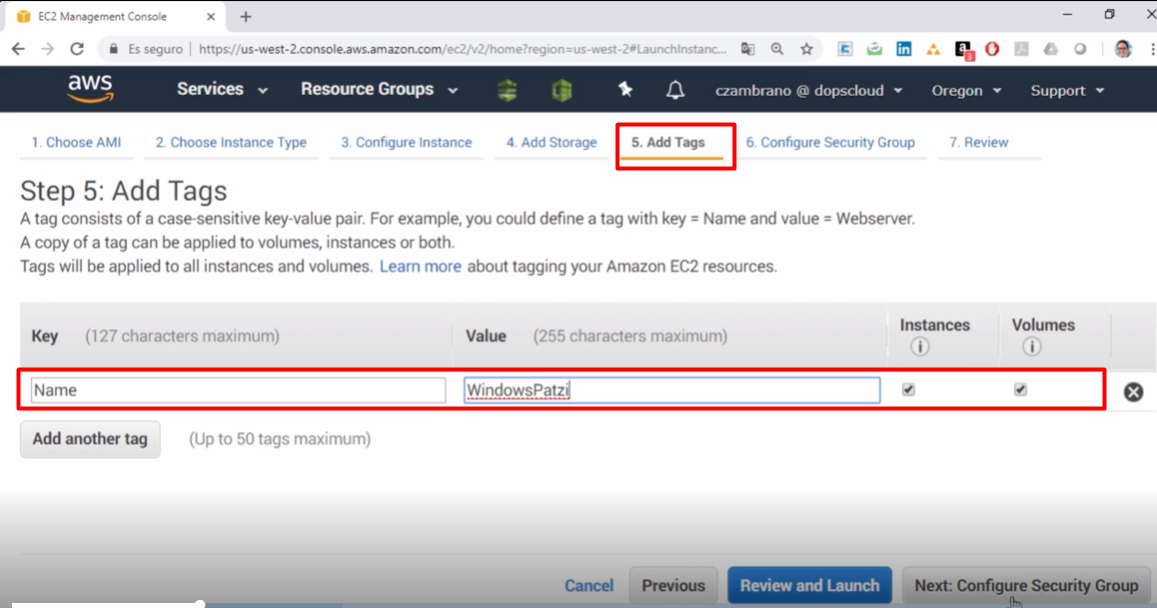 EC2 Management Console
Es seguro | https://us-west-2.console.aws.amazon.com/ec2/v2/home?region=us-west-2#LaunchInstanc...
3
aws Services Resource Groups czambrano @ dopscloud Oregon Support
1. Choose AMI 2. Choose Instance Type 3. Configure Instance 4. Add Storage 5. Add Tags 6. Configure Security Group 7. Review
Step 5: Add Tags
A tag consists of a case-sensitive key-value pair. For example, you could define a tag with key = Name and value = Webserver.
A copy of a tag can be applied to volumes, instances or both.
Tags will be applied to all instances and volumes. Learn more about tagging your Amazon EC2 resources.
Key (127 characters maximum) Value (255 characters maximum) Instances Volumes
Name WindowsPatzi
Add another tag (Up to 50 tags maximum)
Cancel Previous Review and Launch Next: Configure Security Group